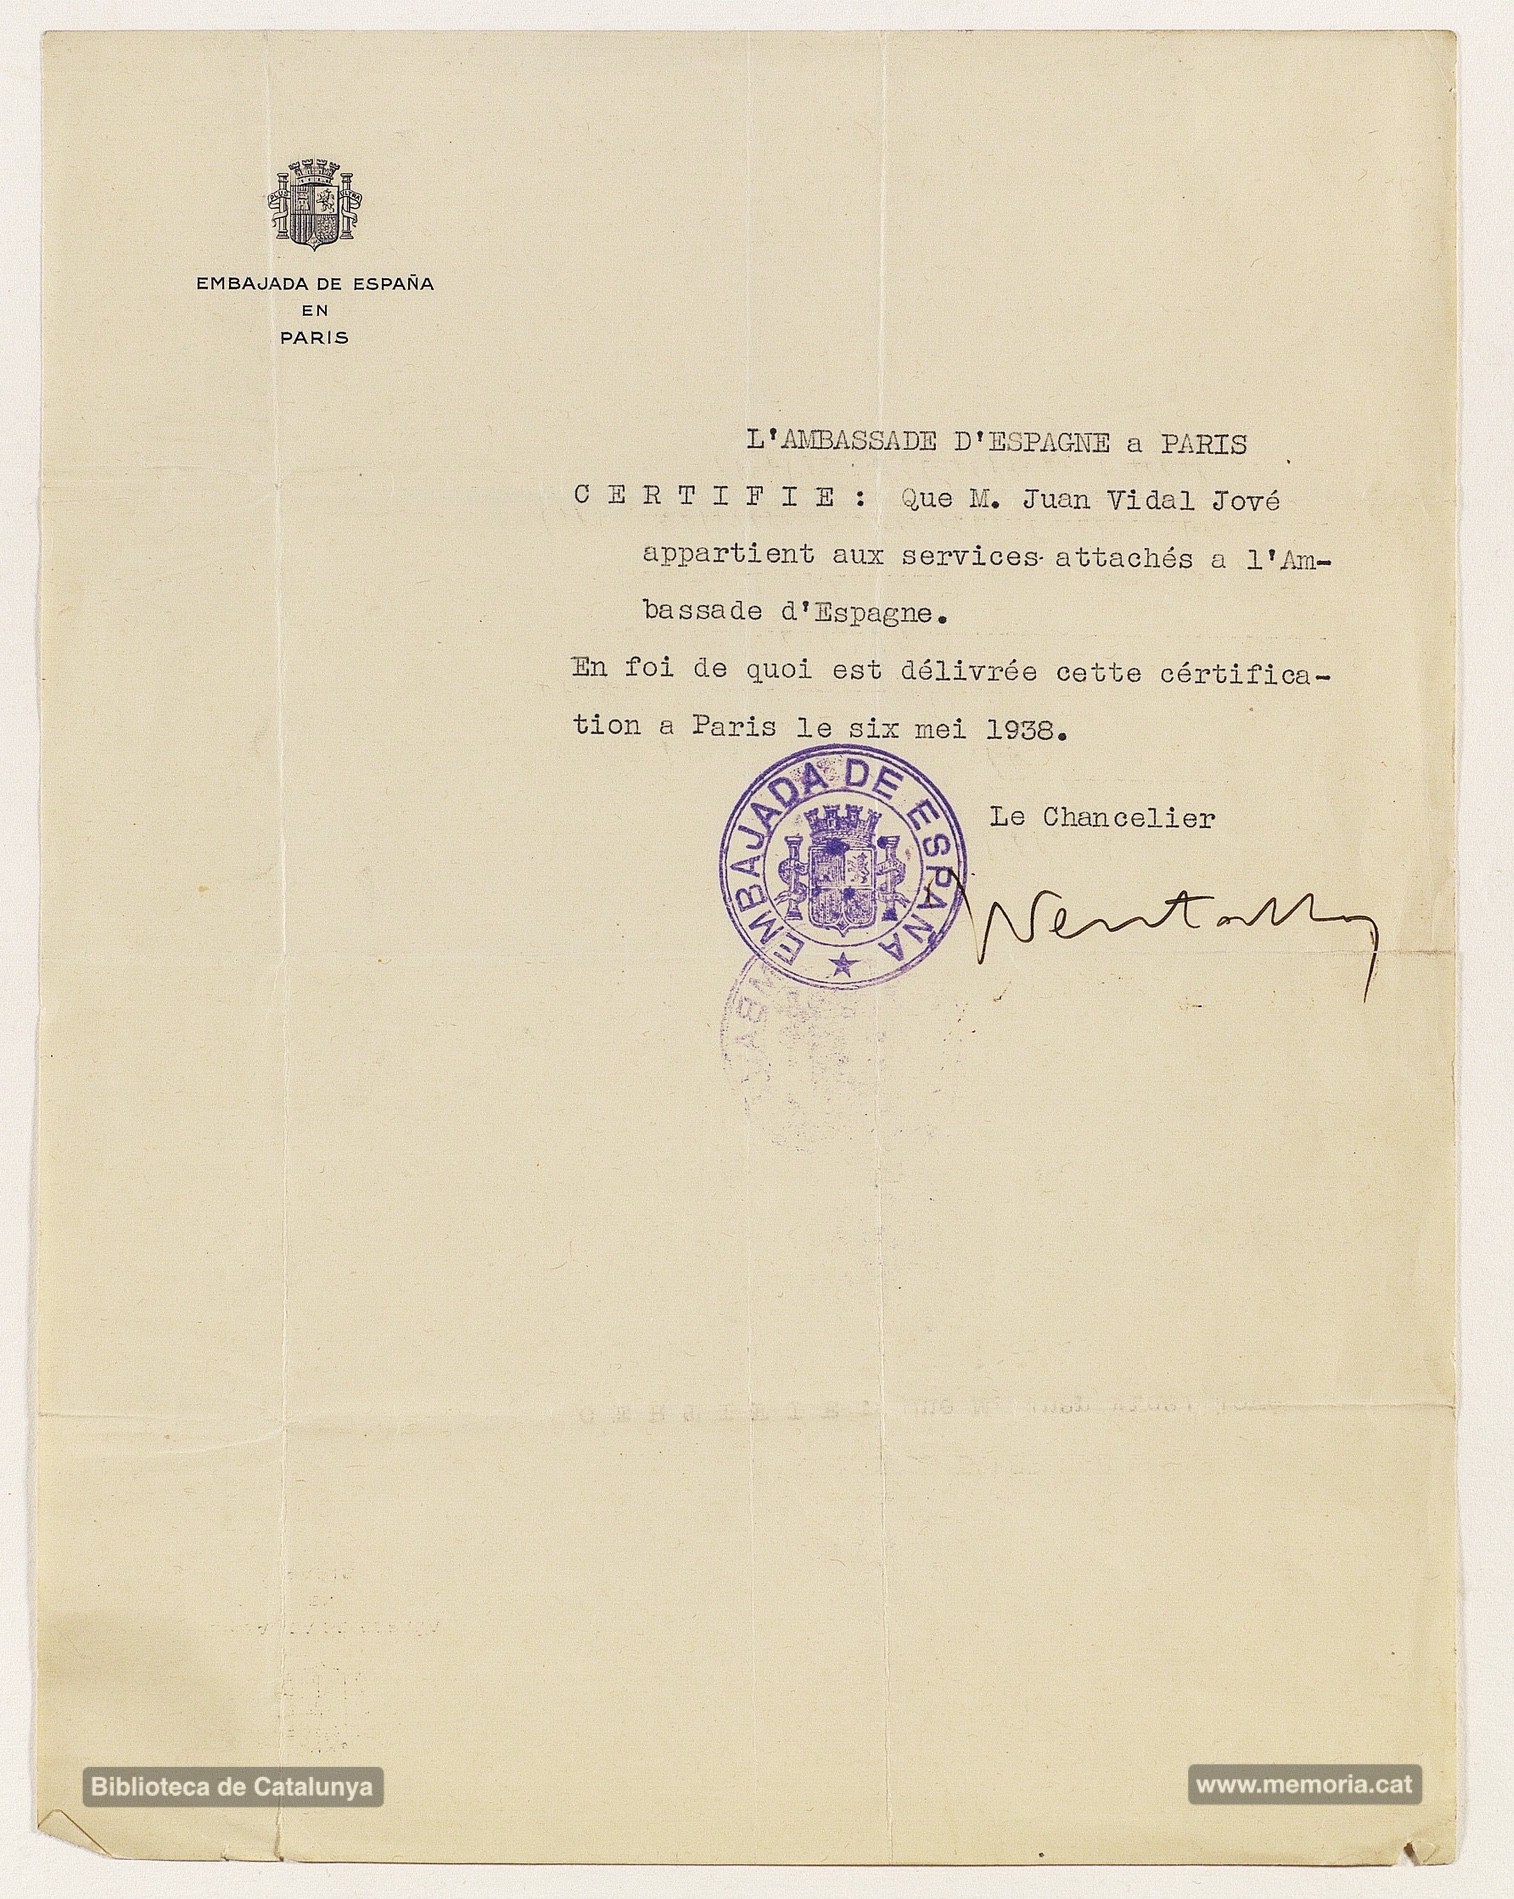 PLUS ULTRA
EMBAJADA DE ESPAÑA
EN
PARIS
L'AMBASSADE D'ESPAGNE a PARIS
C E R T I F I E : Que M. Juan Vidal Jové
appartient aux services attachés a l'Am-
bassade d'Espagne.
En foi de quoi est délivrée cette cértifica-
tion a Paris le six mei 1938.
EMBAJADA DE ESPAÑA
Le Chancelier
Biblioteca de Catalunya
www.memoria.cat